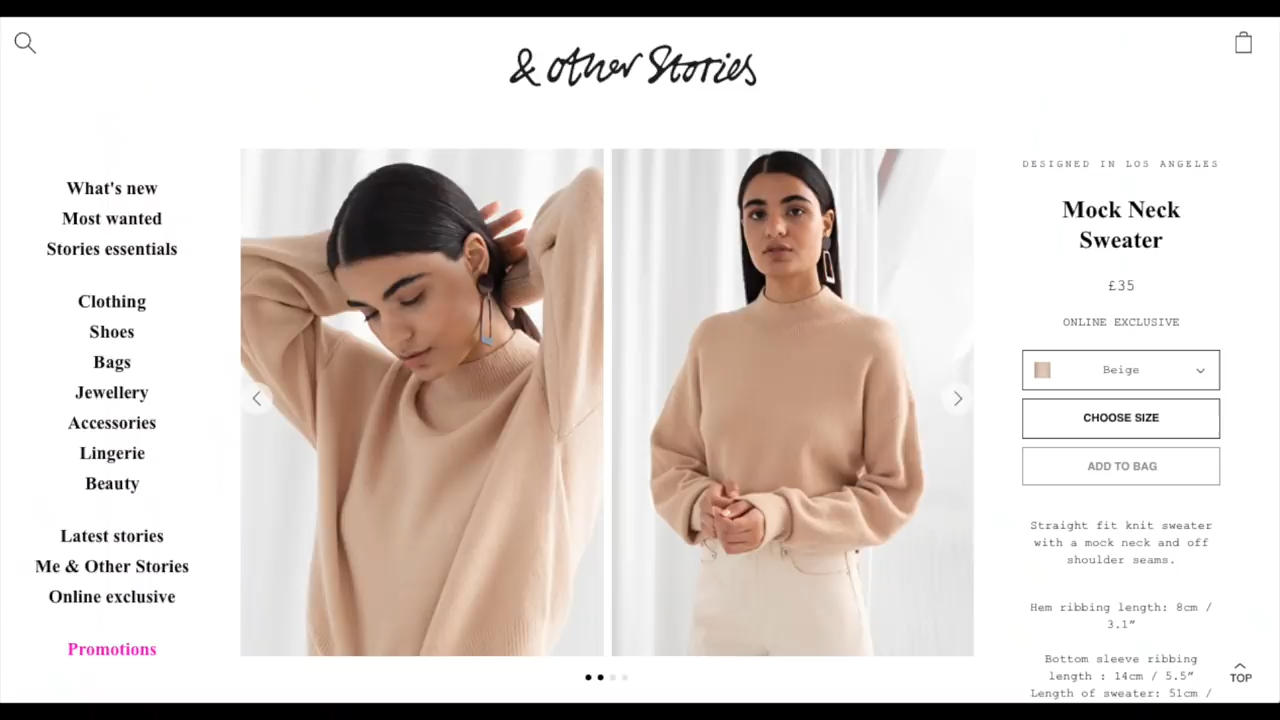 & other Stories
What's new
Most wanted
Stories essentials
Clothing
Shoes
Bags
Jewellery
Accessories
Lingerie
Beauty
Latest stories
Me & Other Stories
Online exclusive
Promotions
DESIGNED IN LOS ANGELES
Mock Neck
Sweater
£35
ONLINE EXCLUSIVE
Beige
CHOOSE SIZE
ADD TO BAG
Straight fit knit sweater
with a mock neck and off
shoulder seams.
Hem ribbing length: 8cm /
3.1”
Bottom sleeve ribbing
length : 14cm / 5.5”
Length of sweater: 51cm /
TOP